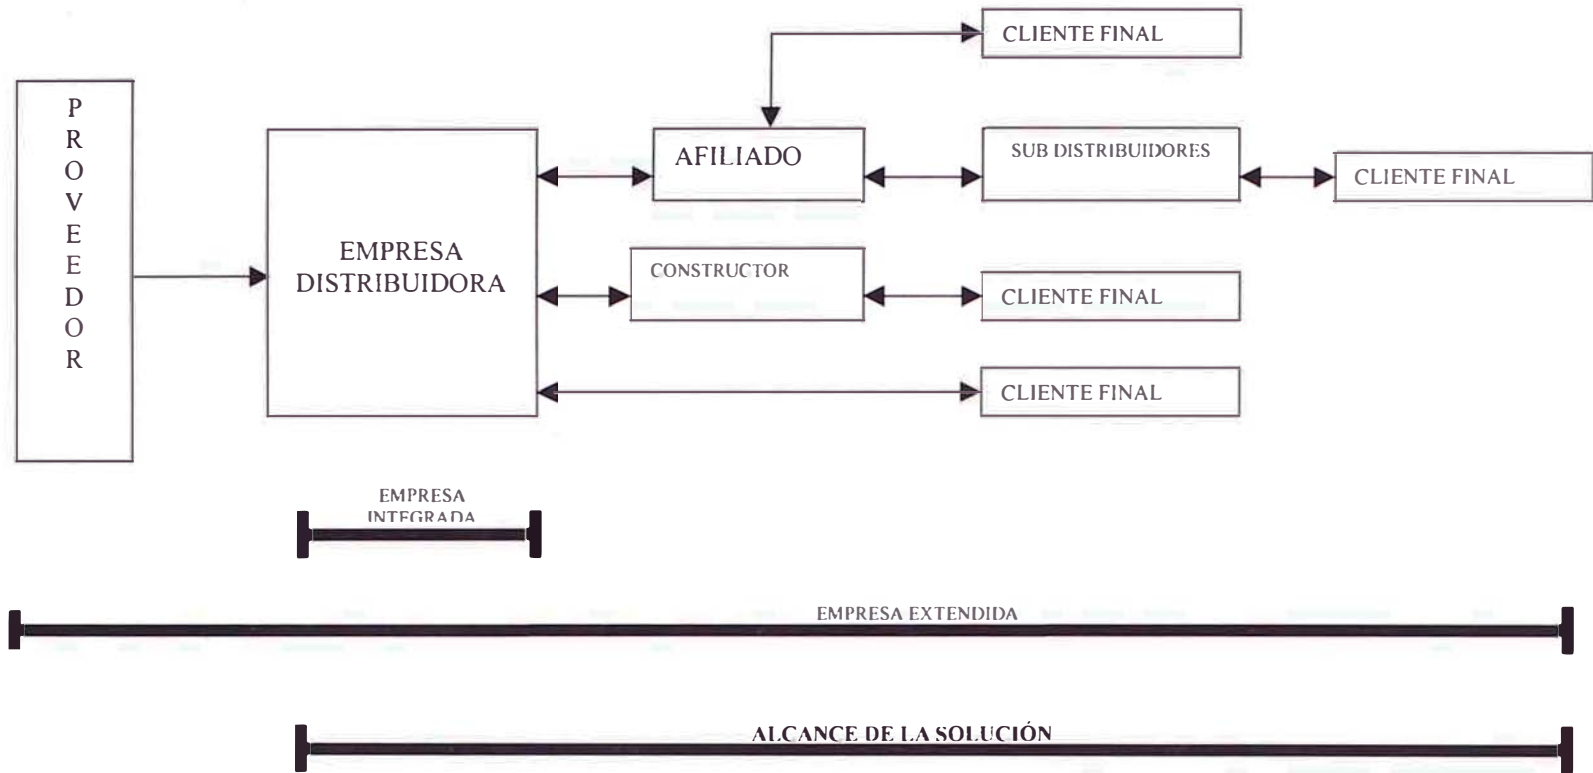 CLIENTE FINAL
PROVEEDOR
AFILIADO
SUB DISTRIBUIDORES
CLIENTE FINAL
EMPRESA
DISTRIBUIDORA
CONSTRUCTOR
CLIENTE FINAL
CLIENTE FINAL
EMPRESA
INTEGRADA
EMPRESA EXTENDIDA
ALCANCE DE LA SOLUCIÓN